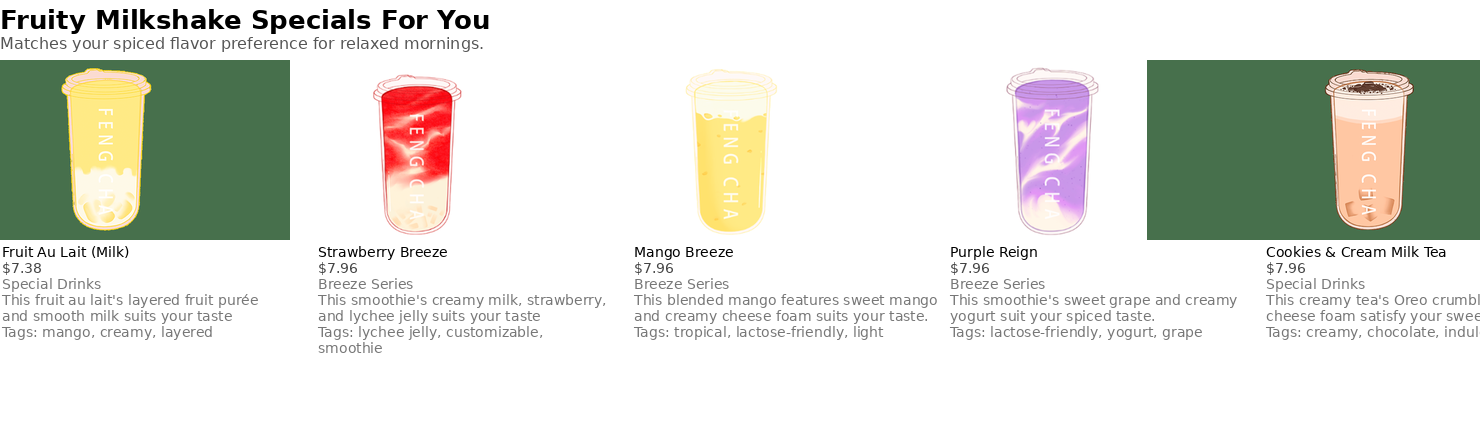 Fruity Milkshake Specials For You
Matches your spiced flavor preference for relaxed mornings.
FENG CHA
FENG CHA
FENG CHA
FENG CHA
FENG CHA
Fruit Au Lait (Milk)
$7.38
Special Drinks
This fruit au lait's layered fruit purée
and smooth milk suits your taste
Tags: mango, creamy, layered
Strawberry Breeze
$7.96
Breeze Series
This smoothie's creamy milk, strawberry,
and lychee jelly suits your taste
Tags: lychee jelly, customizable,
smoothie
Mango Breeze
$7.96
Breeze Series
This blended mango features sweet mango
and creamy cheese foam suits your taste.
Tags: tropical, lactose-friendly, light
Purple Reign
$7.96
Breeze Series
This smoothie's sweet grape and creamy
yogurt suit your spiced taste.
Tags: lactose-friendly, yogurt, grape
Cookies & Cream Milk Tea
$7.96
Special Drinks
This creamy tea's Oreo crumbl
cheese foam satisfy your swee
Tags: creamy, chocolate, indul